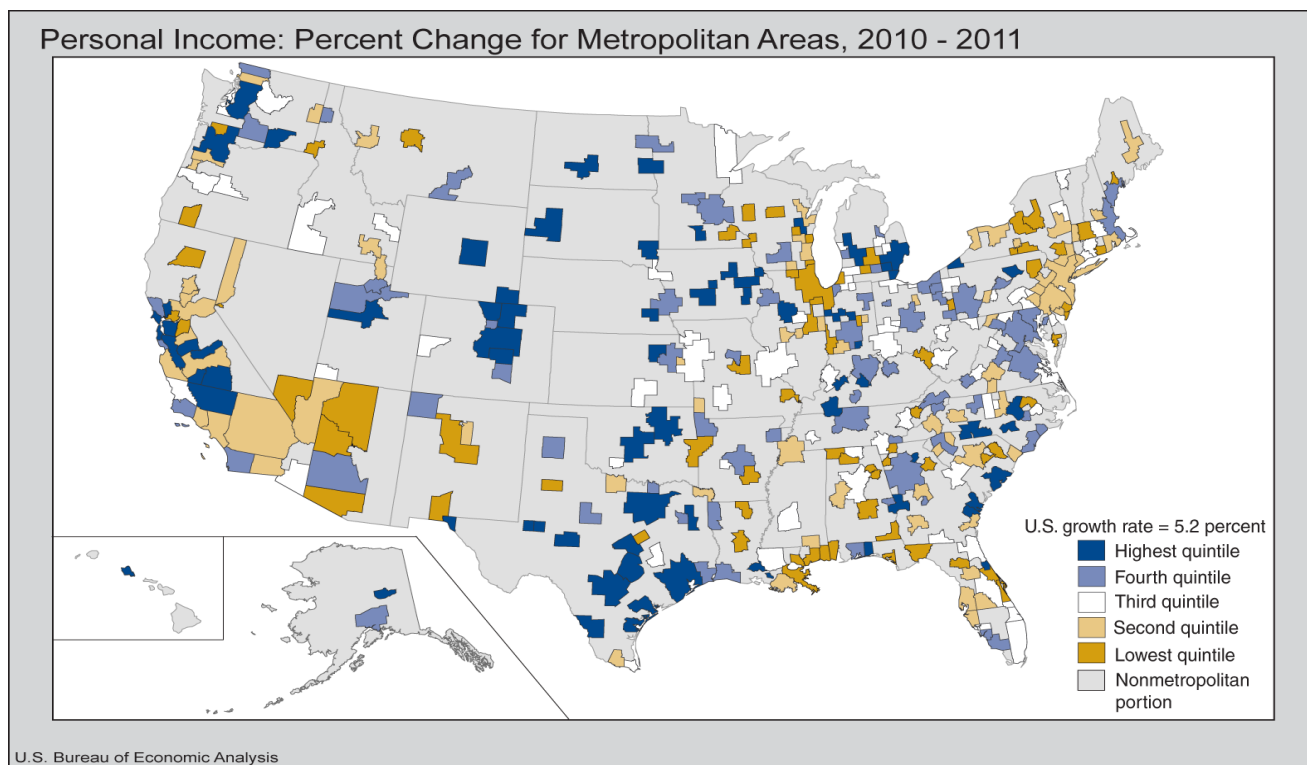 Personal Income: Percent Change for Metropolitan Areas, 2010 - 2011
U.S. growth rate = 5.2 percent
Highest quintile
Fourth quintile
Third quintile
Second quintile
Lowest quintile
Nonmetropolitan
portion
U.S. Bureau of Economic Analysis